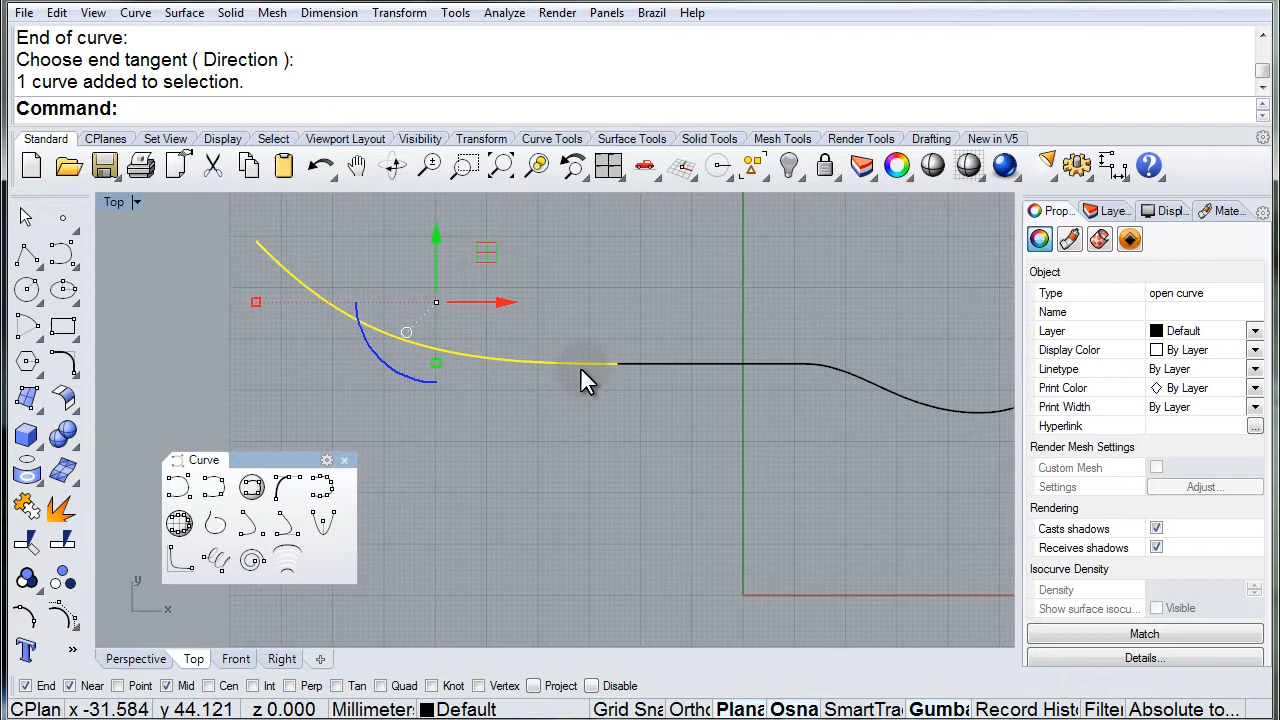 File Edit View Curve Surface Solid Mesh Dimension Transform Tools Analyze Render Panels Brazil Help
End of curve:
Choose end tangent ( Direction ):
1 curve added to selection.
Command:
Standard CPlanes Set View Display Select Viewport Layout Visibility Transform Curve Tools Surface Tools Solid Tools Mesh Tools Render Tools Drafting New in V5
Top
Prop... Laye... Displ... Mate...
Object
Type open curve
Name
Layer Default
Display Color By Layer
Linetype By Layer
Print Color By Layer
Print Width By Layer
Hyperlink ...
Render Mesh Settings
Custom Mesh
Settings Adjust...
Rendering
Casts shadows
Receives shadows
Isocurve Density
Density
Show surface isocu... Visible
Match
Details...
Curve
y
x
Perspective Top Front Right
End Near Point Mid Cen Int Perp Tan Quad Knot Vertex Project Disable
CPlan x -31.584 y 44.121 z 0.000 Millimeters Default Grid Sna Ortho Plana Osna SmartTra Gumba Record Histo Filter Absolute to...